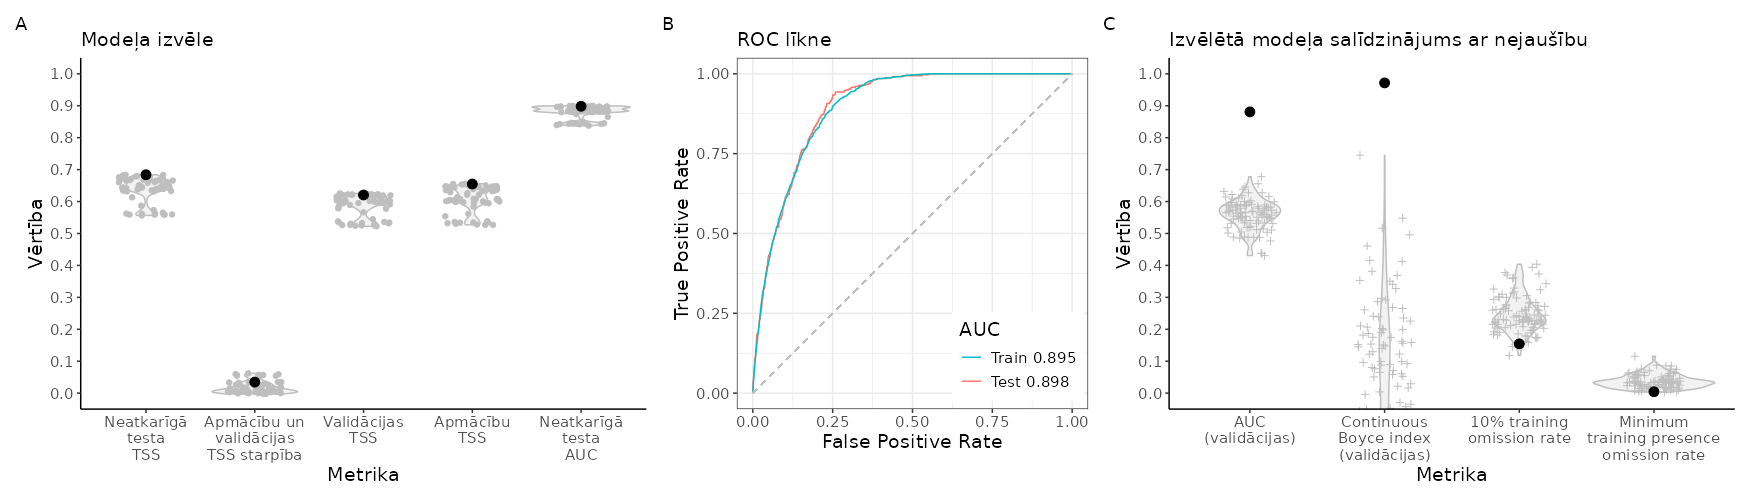 A
Modeļa izvēle
Vērtība
1.0
0.9
0.8
0.7
0.6
0.5
0.4
0.3
0.2
0.1
0.0
Neatkarīgā
testa
TSS
Apmācību un
validācijas
TSS starpība
Validācijas
TSS
Apmācību
TSS
Neatkarīgā
testa
AUC
Metrika
B
ROC līkne
True Positive Rate
1.00
0.75
0.50
0.25
0.00
AUC
Train 0.895
Test 0.898
0.00
0.25
0.50
0.75
1.00
False Positive Rate
C
Izvēlētā modeļa salīdzinājums ar nejaušību
Vērtība
1.0
0.9
0.8
0.7
0.6
0.5
0.4
0.3
0.2
0.1
0.0
AUC
(validācijas)
Continuous
Boyce index
(validācijas)
10% training
omission rate
Minimum
training presence
omission rate
Metrika